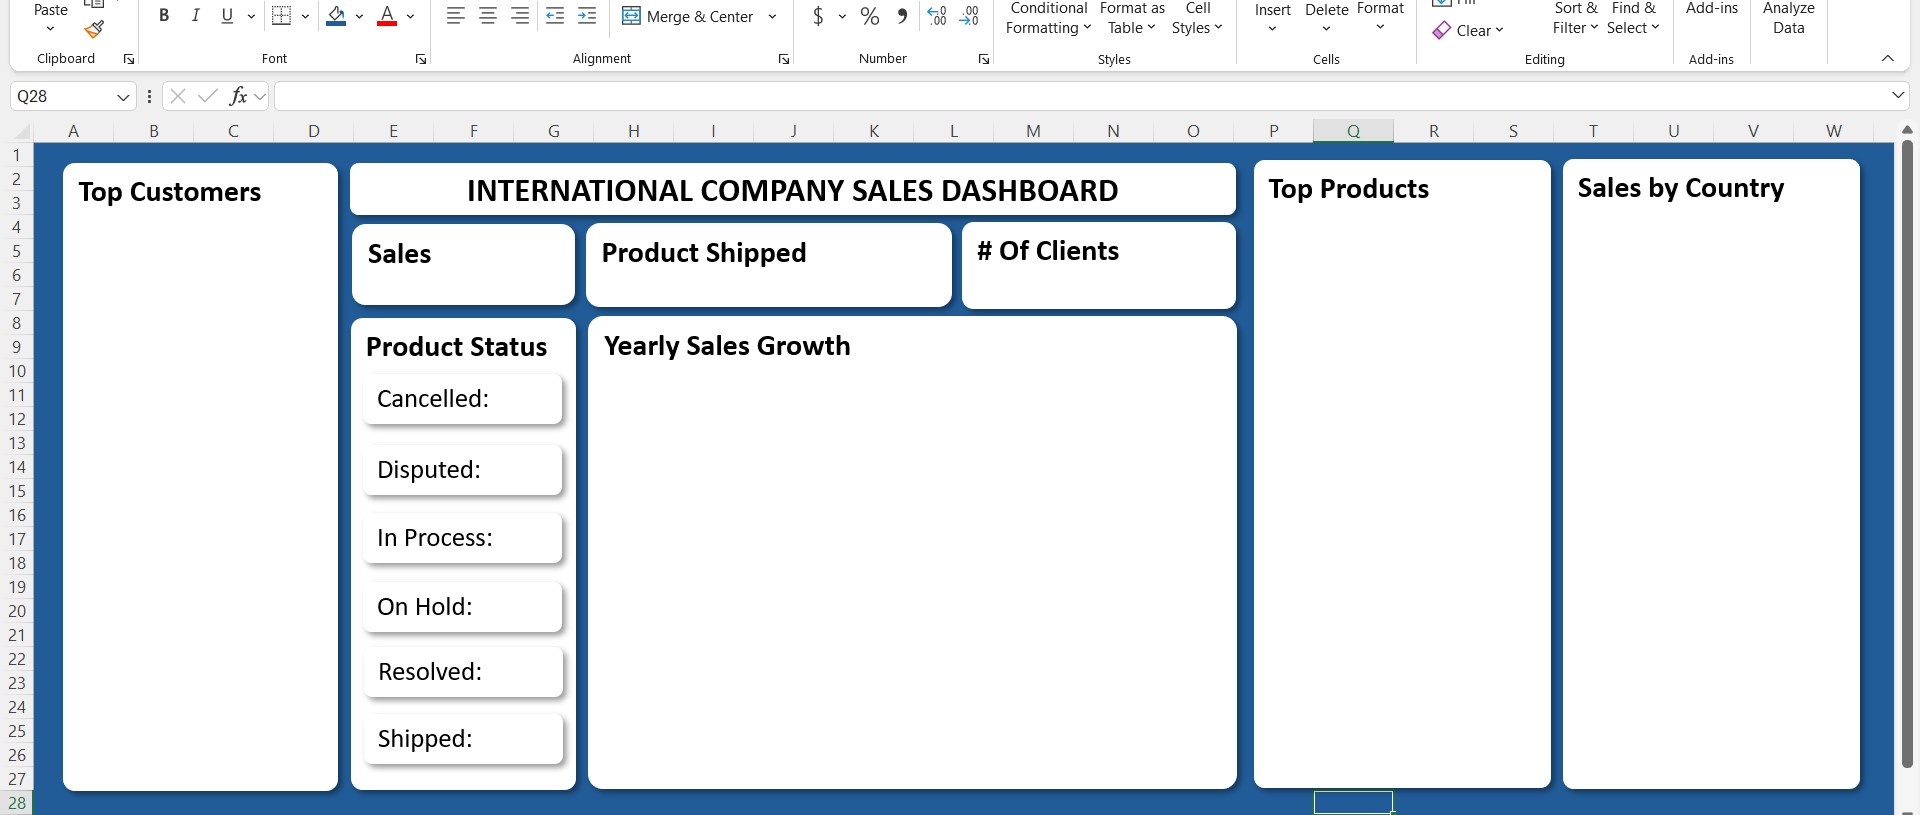 Paste
B I U A
Merge & Center
$ % 9 .00 .00
Conditional Formatting
Format as Table
Cell Styles
Insert
Delete
Format
Clear
Sort & Filter
Find & Select
Add-ins
Analyze Data
Clipboard
Font
Alignment
Number
Styles
Cells
Editing
Add-ins
Q28
fx
A B C D E F G H I J K L M N O P Q R S T U V W
1
2
3
4
5
6
7
8
9
10
11
12
13
14
15
16
17
18
19
20
21
22
23
24
25
26
27
28
Top Customers
INTERNATIONAL COMPANY SALES DASHBOARD
Sales
Product Shipped
# Of Clients
Product Status
Cancelled:
Disputed:
In Process:
On Hold:
Resolved:
Shipped:
Yearly Sales Growth
Top Products
Sales by Country